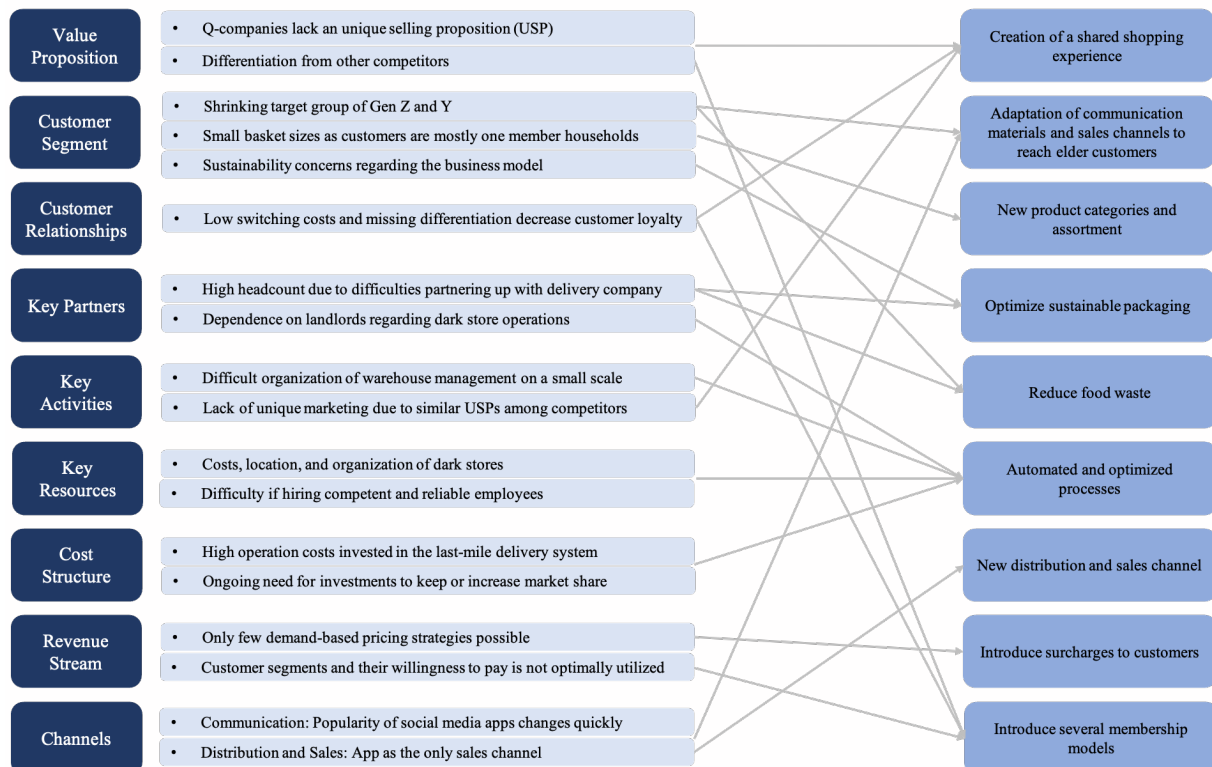 Value
Proposition
• Q-companies lack an unique selling proposition (USP)
• Differentiation from other competitors
Creation of a shared shopping
experience
Customer
Segment
• Shrinking target group of Gen Z and Y
• Small basket sizes as customers are mostly one member households
• Sustainability concerns regarding the business model
Adaptation of communication
materials and sales channels to
reach elder customers
Customer
Relationships
• Low switching costs and missing differentiation decrease customer loyalty
New product categories and
assortment
Key Partners
• High headcount due to difficulties partnering up with delivery company
• Dependence on landlords regarding dark store operations
Optimize sustainable packaging
Key
Activities
• Difficult organization of warehouse management on a small scale
• Lack of unique marketing due to similar USPs among competitors
Reduce food waste
Key
Resources
• Costs, location, and organization of dark stores
• Difficulty if hiring competent and reliable employees
Automated and optimized
processes
Cost
Structure
• High operation costs invested in the last-mile divery system
• Ongoing need for investments to keep or increase market share
New distribution and sales channel
Revenue
Stream
• Only few demand-based pricing strategies possible
• Customer segments and their willingness to pay is not optimally utilized
Introduce surcharges to customers
Channels
• Communication: Popularity of social media apps changes quickly
• Distribution and Sales: App as the only sales channel
Introduce several membership
models